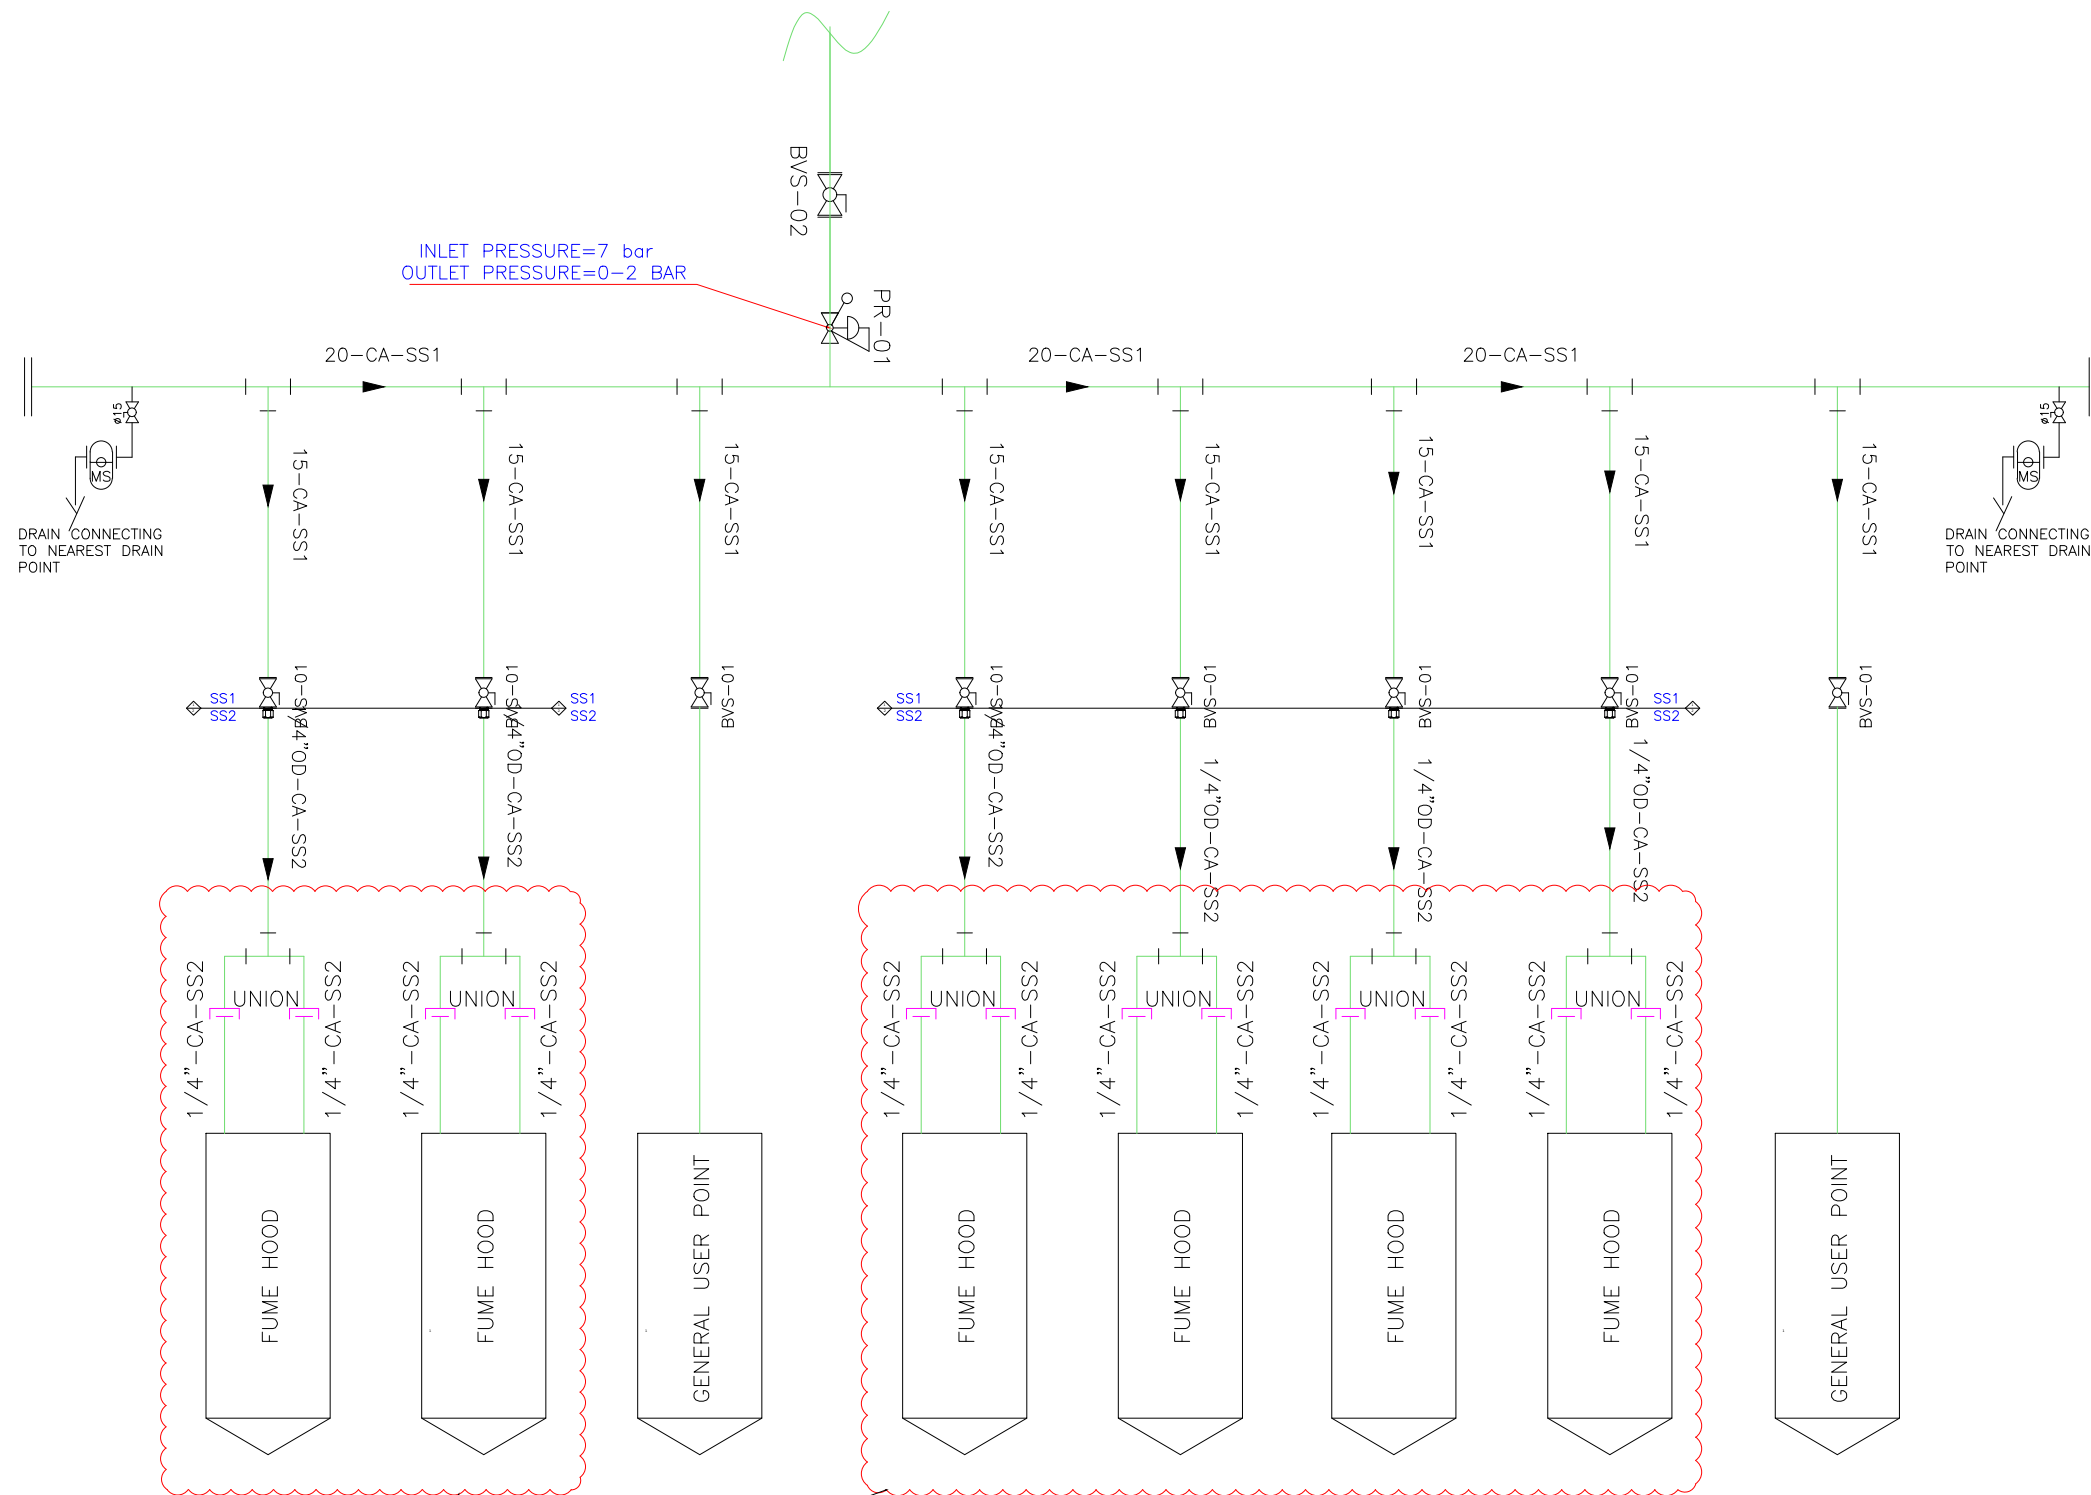 BVS-02
INLET PRESSURE=7 bar
OUTLET PRESSURE=0-2 BAR
PR-01
20-CA-SS1
20-CA-SS1
20-CA-SS1
ø15
ø15
MS
MS
DRAIN CONNECTING
TO NEAREST DRAIN
POINT
15-CA-SS1
15-CA-SS1
15-CA-SS1
15-CA-SS1
15-CA-SS1
15-CA-SS1
15-CA-SS1
15-CA-SS1
DRAIN CONNECTING
TO NEAREST DRAIN
POINT
SS1
SS2
BVS-01
BVS-01
SS1
SS2
BVS-01
SS1
SS2
BVS-01
BVS-01
BVS-01
BVS-01
SS1
SS2
BVS-01
1/4"OD-CA-SS2
1/4"OD-CA-SS2
1/4"OD-CA-SS2
1/4"OD-CA-SS2
1/4"OD-CA-SS2
1/4"OD-CA-SS2
1/4"-CA-SS2
UNION
1/4"-CA-SS2
1/4"-CA-SS2
UNION
1/4"-CA-SS2
1/4"-CA-SS2
UNION
1/4"-CA-SS2
1/4"-CA-SS2
UNION
1/4"-CA-SS2
1/4"-CA-SS2
UNION
1/4"-CA-SS2
1/4"-CA-SS2
UNION
1/4"-CA-SS2
FUME HOOD
FUME HOOD
GENERAL USER POINT
FUME HOOD
FUME HOOD
FUME HOOD
FUME HOOD
GENERAL USER POINT